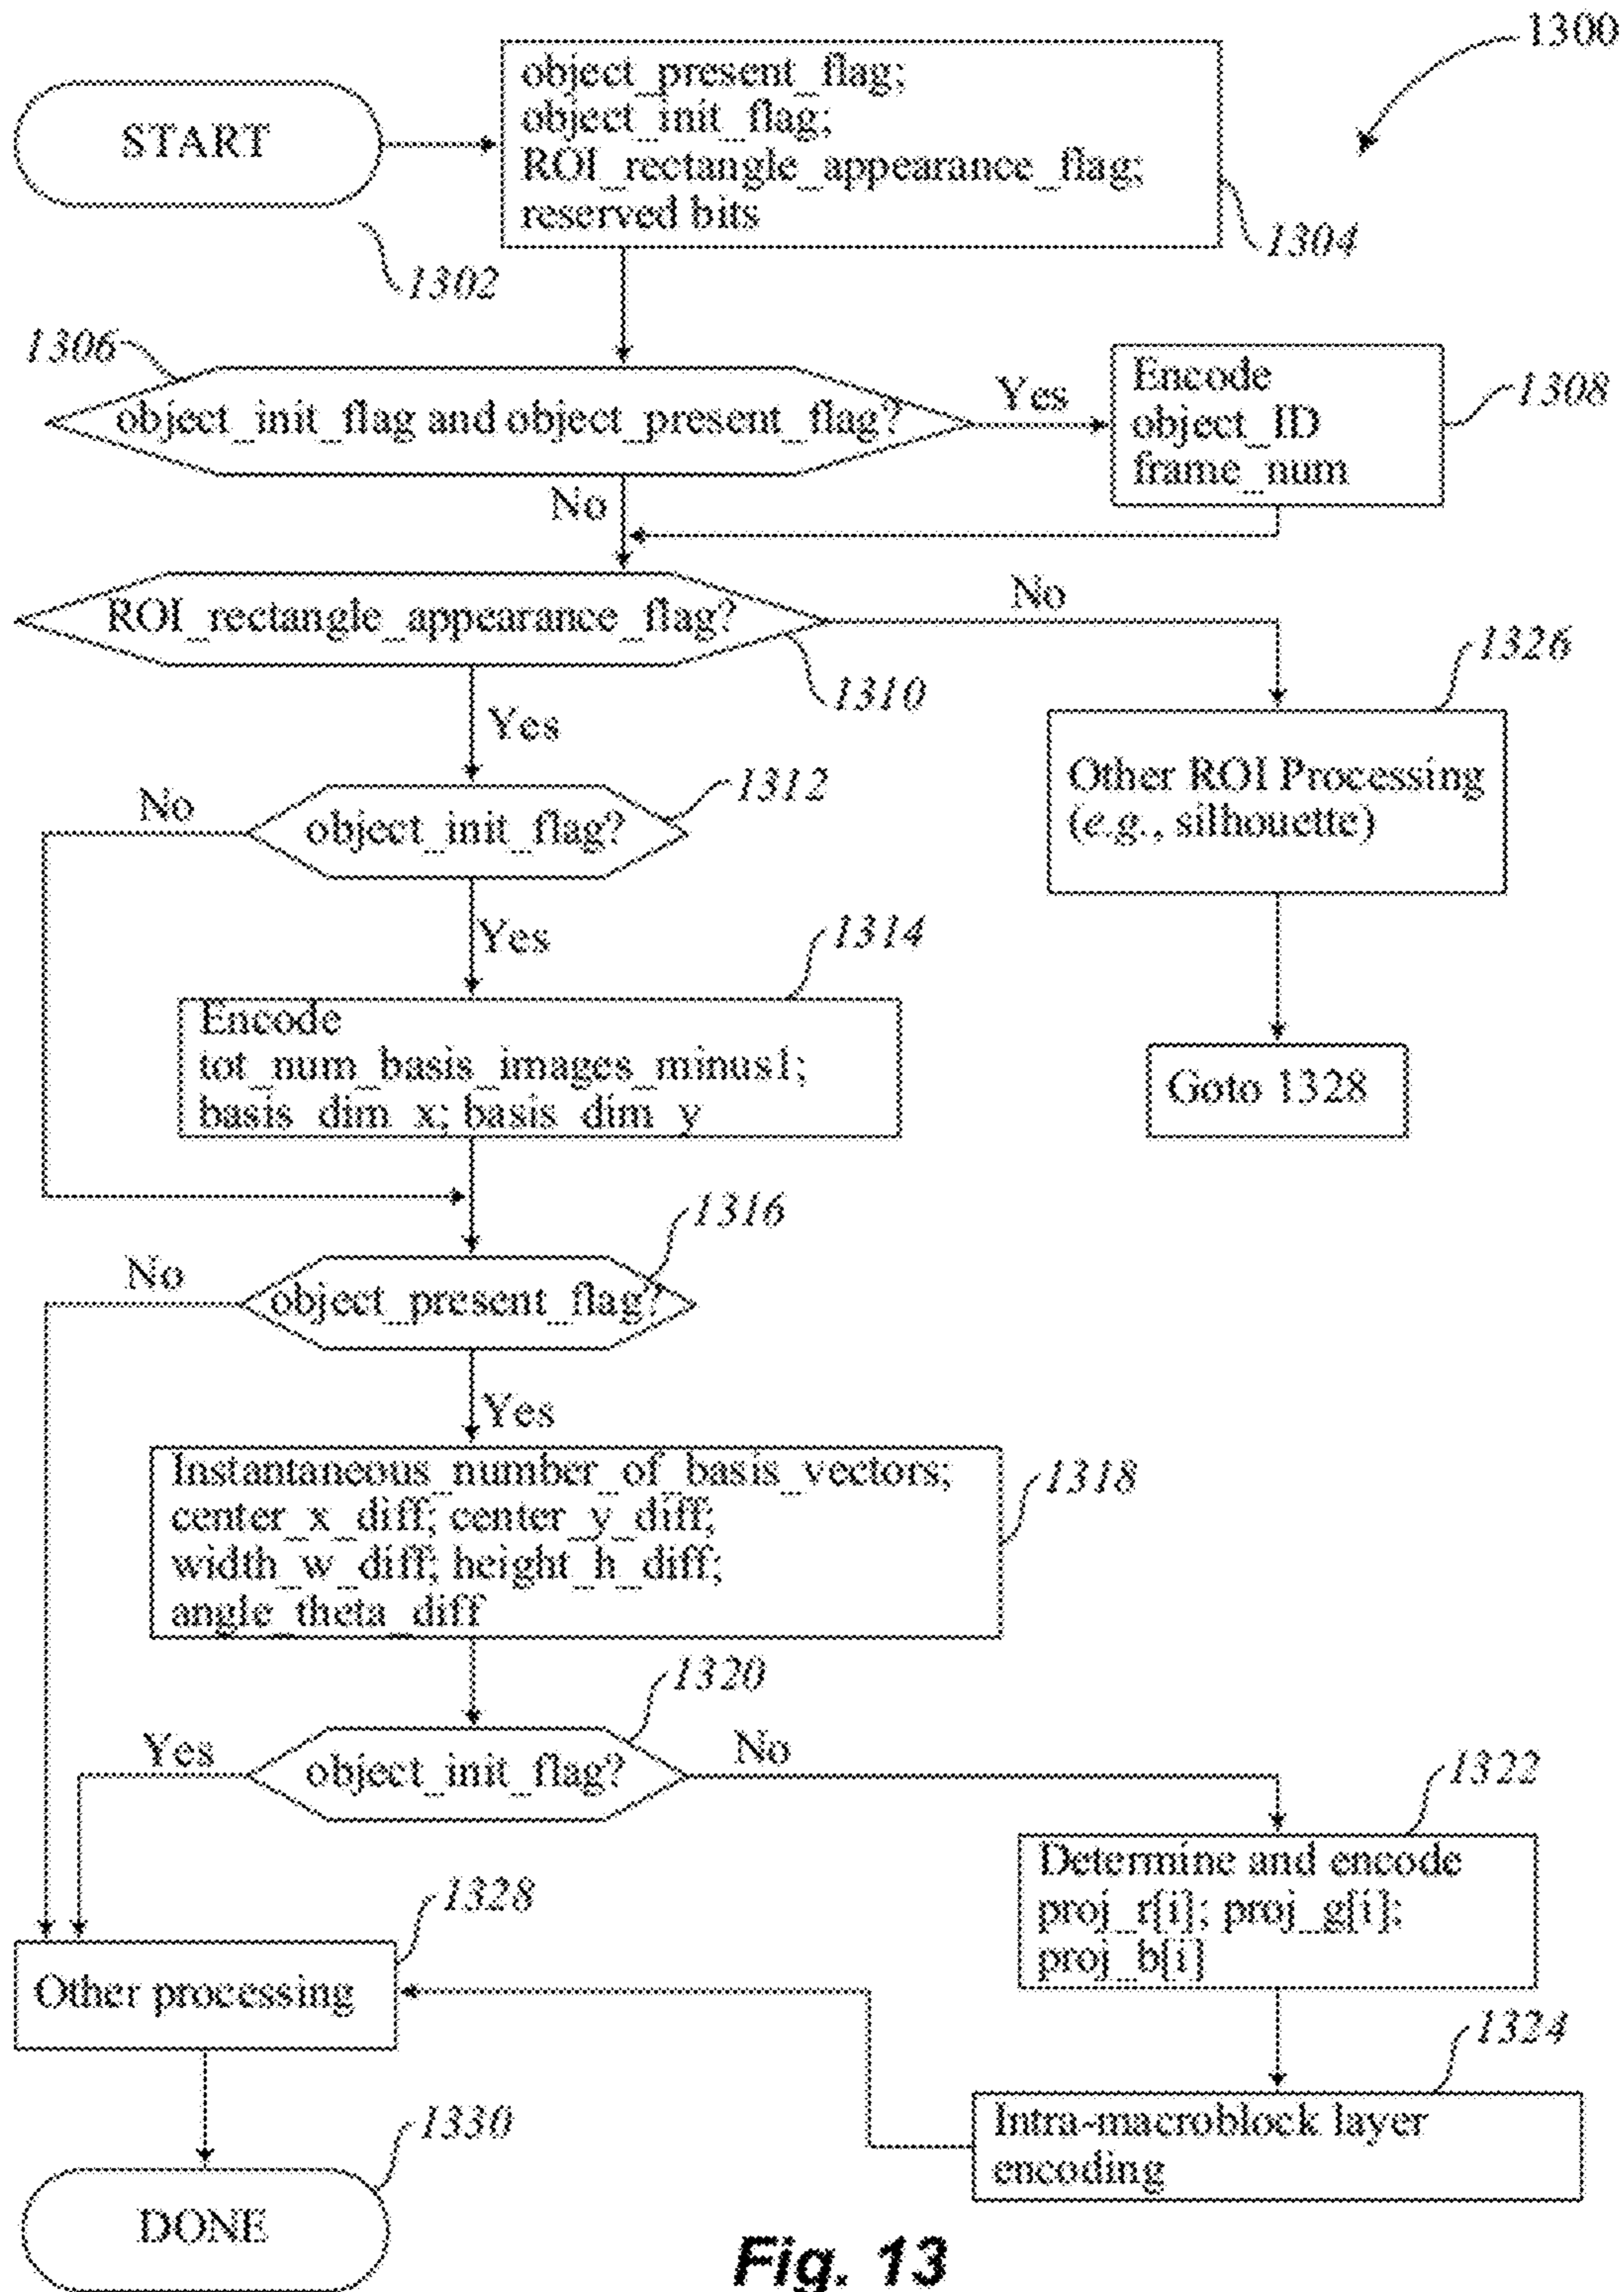 1300
START
object_present_flag;
object_init_flag;
ROI_rectangle_appearance_flag;
reserved bits
1304
1302
1306
object_init_flag and object_present_flag?
Yes
Encode
object_ID
frame_num
1308
No
ROI_rectangle_appearance_flag?
No
1310
1326
Yes
Other ROI Processing
(e.g., silhouette)
1312
No
object_init_flag?
Yes
1314
Encode
tot_num_basis_images_minus1;
basis_dim_x; basis_dim_y
Goto 1328
1316
No
object_present_flag?
Yes
Instantaneous_number_of_basis_vectors;
center_x_diff; center_y_diff;
width_w_diff; height_h_diff;
angle_theta_diff
1318
1320
Yes
object_init_flag?
No
1322
Determine and encode
proj_r[i]; proj_g[i];
proj_b[i]
1328
Other processing
1324
Intra-macroblock layer
encoding
1330
DONE
Fig. 13